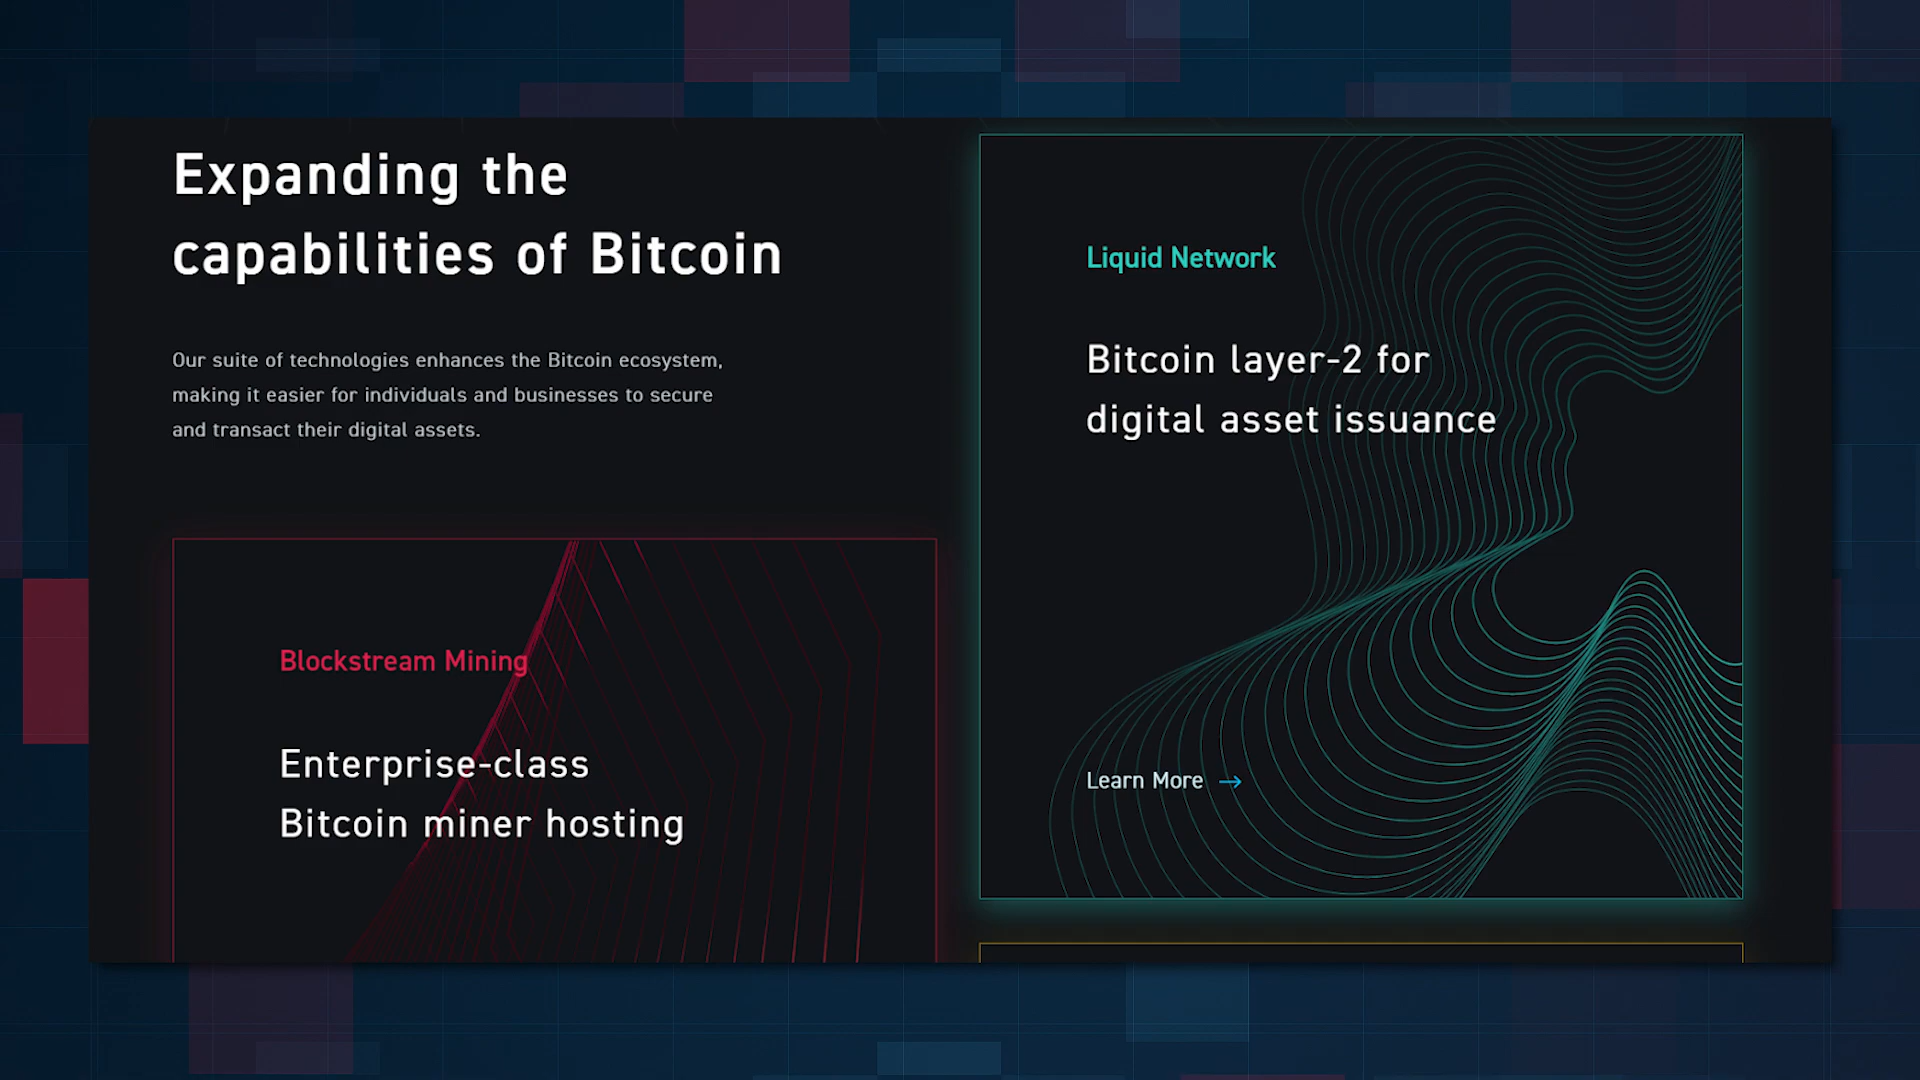 Expanding the
capabilities of Bitcoin
Our suite of technologies enhances the Bitcoin ecosystem,
making it easier for individuals and businesses to secure
and transact their digital assets.
Blockstream Mining
Enterprise-class
Bitcoin miner hosting
Liquid Network
Bitcoin layer-2 for
digital asset issuance
Learn More →